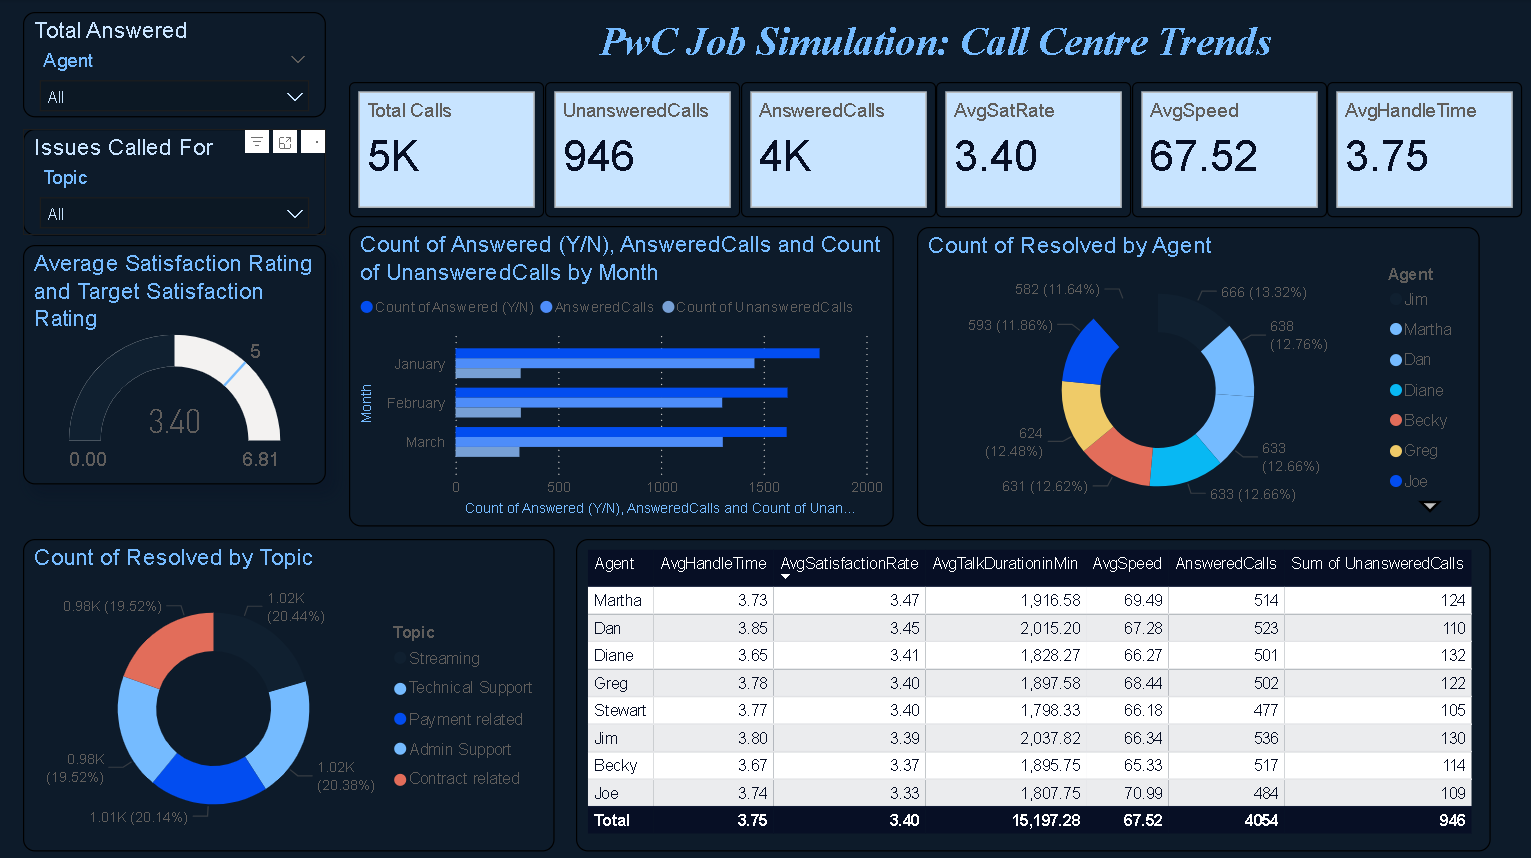 Total Answered
Agent
All
Issues Called For
Topic
All
PwC Job Simulation: Call Centre Trends
Total Calls
5K
UnansweredCalls
946
AnsweredCalls
4K
AvgSatRate
3.40
AvgSpeed
67.52
AvgHandleTime
3.75
Average Satisfaction Rating
and Target Satisfaction
Rating
5
3.40
0.00
6.81
Count of Answered (Y/N), AnsweredCalls and Count
of UnansweredCalls by Month
Count of Answered (Y/N)
AnsweredCalls
Count of UnansweredCalls
Month
January
February
March
0
500
1000
1500
2000
Count of Answered (Y/N), AnsweredCalls and Count of Unan...
Count of Resolved by Agent
582 (11.64%)
666 (13.32%)
593 (11.86%)
638
(12.76%)
624
(12.48%)
633
(12.66%)
631 (12.62%)
633 (12.66%)
Agent
Jim
Martha
Dan
Diane
Becky
Greg
Joe
Count of Resolved by Topic
0.98K (19.52%)
1.02K
(20.44%)
0.98K
(19.52%)
1.02K
(20.38%)
1.01K (20.14%)
Topic
Streaming
Technical Support
Payment related
Admin Support
Contract related
Agent AvgHandleTime AvgSatisfactionRate AvgTalkDurationinMin AvgSpeed AnsweredCalls Sum of UnansweredCalls
Martha 3.73 3.47 1,916.58 69.49 514 124
Dan 3.85 3.45 2,015.20 67.28 523 110
Diane 3.65 3.41 1,828.27 66.27 501 132
Greg 3.78 3.40 1,897.58 68.44 502 122
Stewart 3.77 3.40 1,798.33 66.18 477 105
Jim 3.80 3.39 2,037.82 66.34 536 130
Becky 3.67 3.37 1,895.75 65.33 517 114
Joe 3.74 3.33 1,807.75 70.99 484 109
Total 3.75 3.40 15,197.28 67.52 4054 946